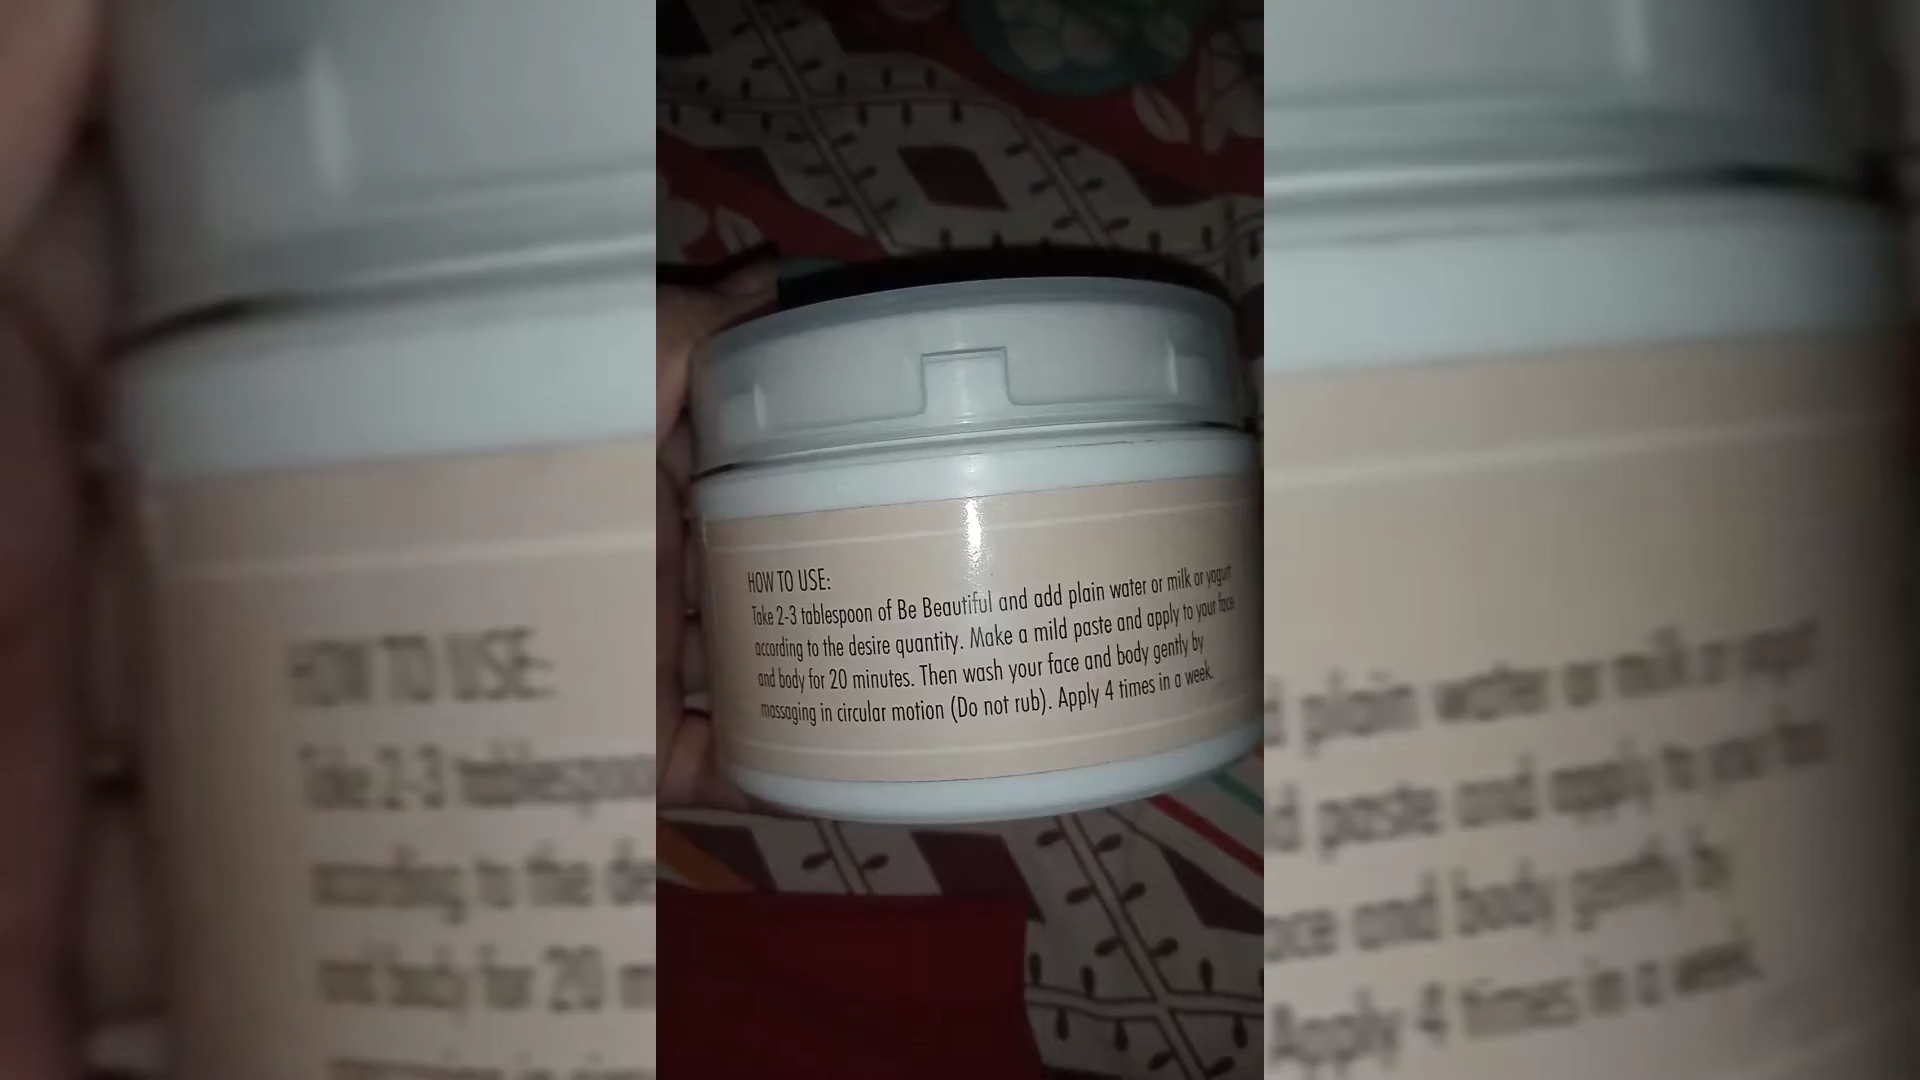 HOW TO USE:
Take 2-3 tablespoon of Be Beautiful and add plain water or milk or yogurt
according to the desire quantity. Make a mild paste and apply to your face
and body for 20 minutes. Then wash your face and body gently by
massaging in circular motion (Do not rub). Apply 4 times in a week.